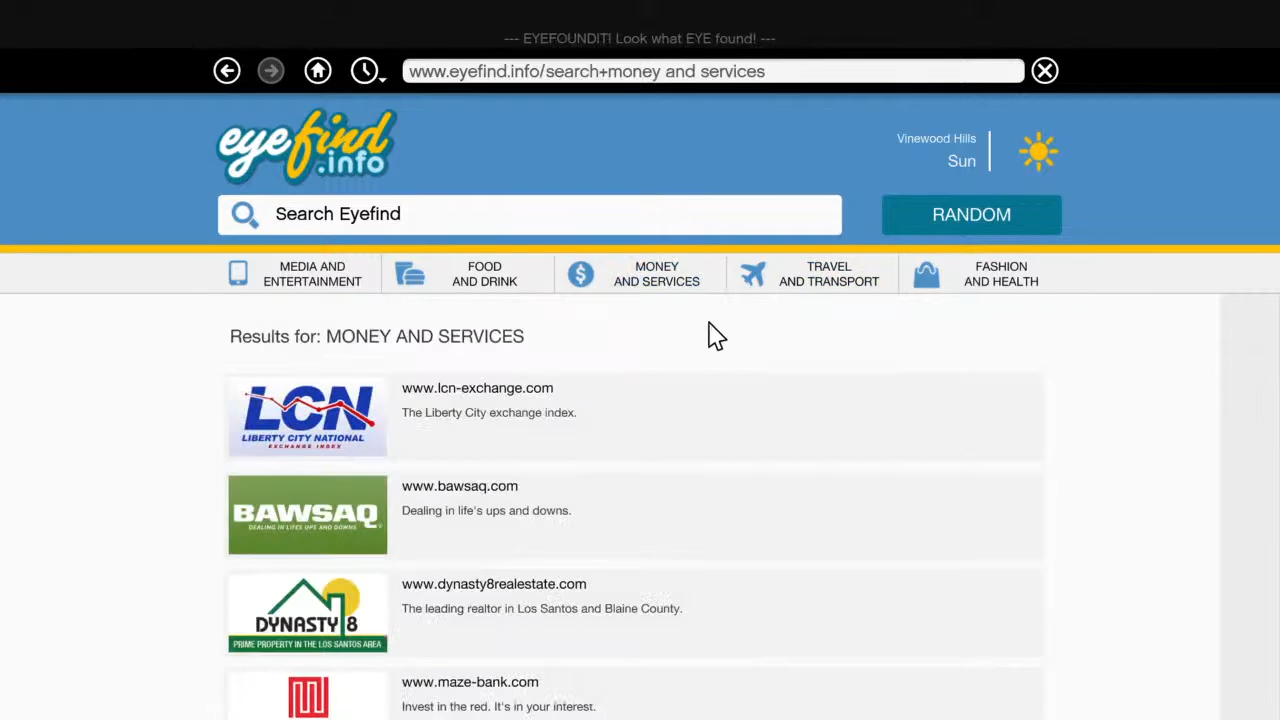 --- EYEFOUNDIT! Look what EYE found! ---
www.eyefind.info/search+money and services
eyefind
.info
Vinewood Hills
Sun
Search Eyefind
RANDOM
MEDIA AND
ENTERTAINMENT
FOOD
AND DRINK
MONEY
AND SERVICES
TRAVEL
AND TRANSPORT
FASHION
AND HEALTH
Results for: MONEY AND SERVICES
LCN
LIBERTY CITY NATIONAL
EXCHANGE INDEX
www.lcn-exchange.com
The Liberty City exchange index.
BAWSAQ
DEALING IN LIFES UPS AND DOWNS
www.bawsaq.com
Dealing in life's ups and downs.
DYNASTY 8
PRIME PROPERTY IN THE LOS SANTOS AREA
www.dynasty8realestate.com
The leading realtor in Los Santos and Blaine County.
www.maze-bank.com
Invest in the red. It's in your interest.